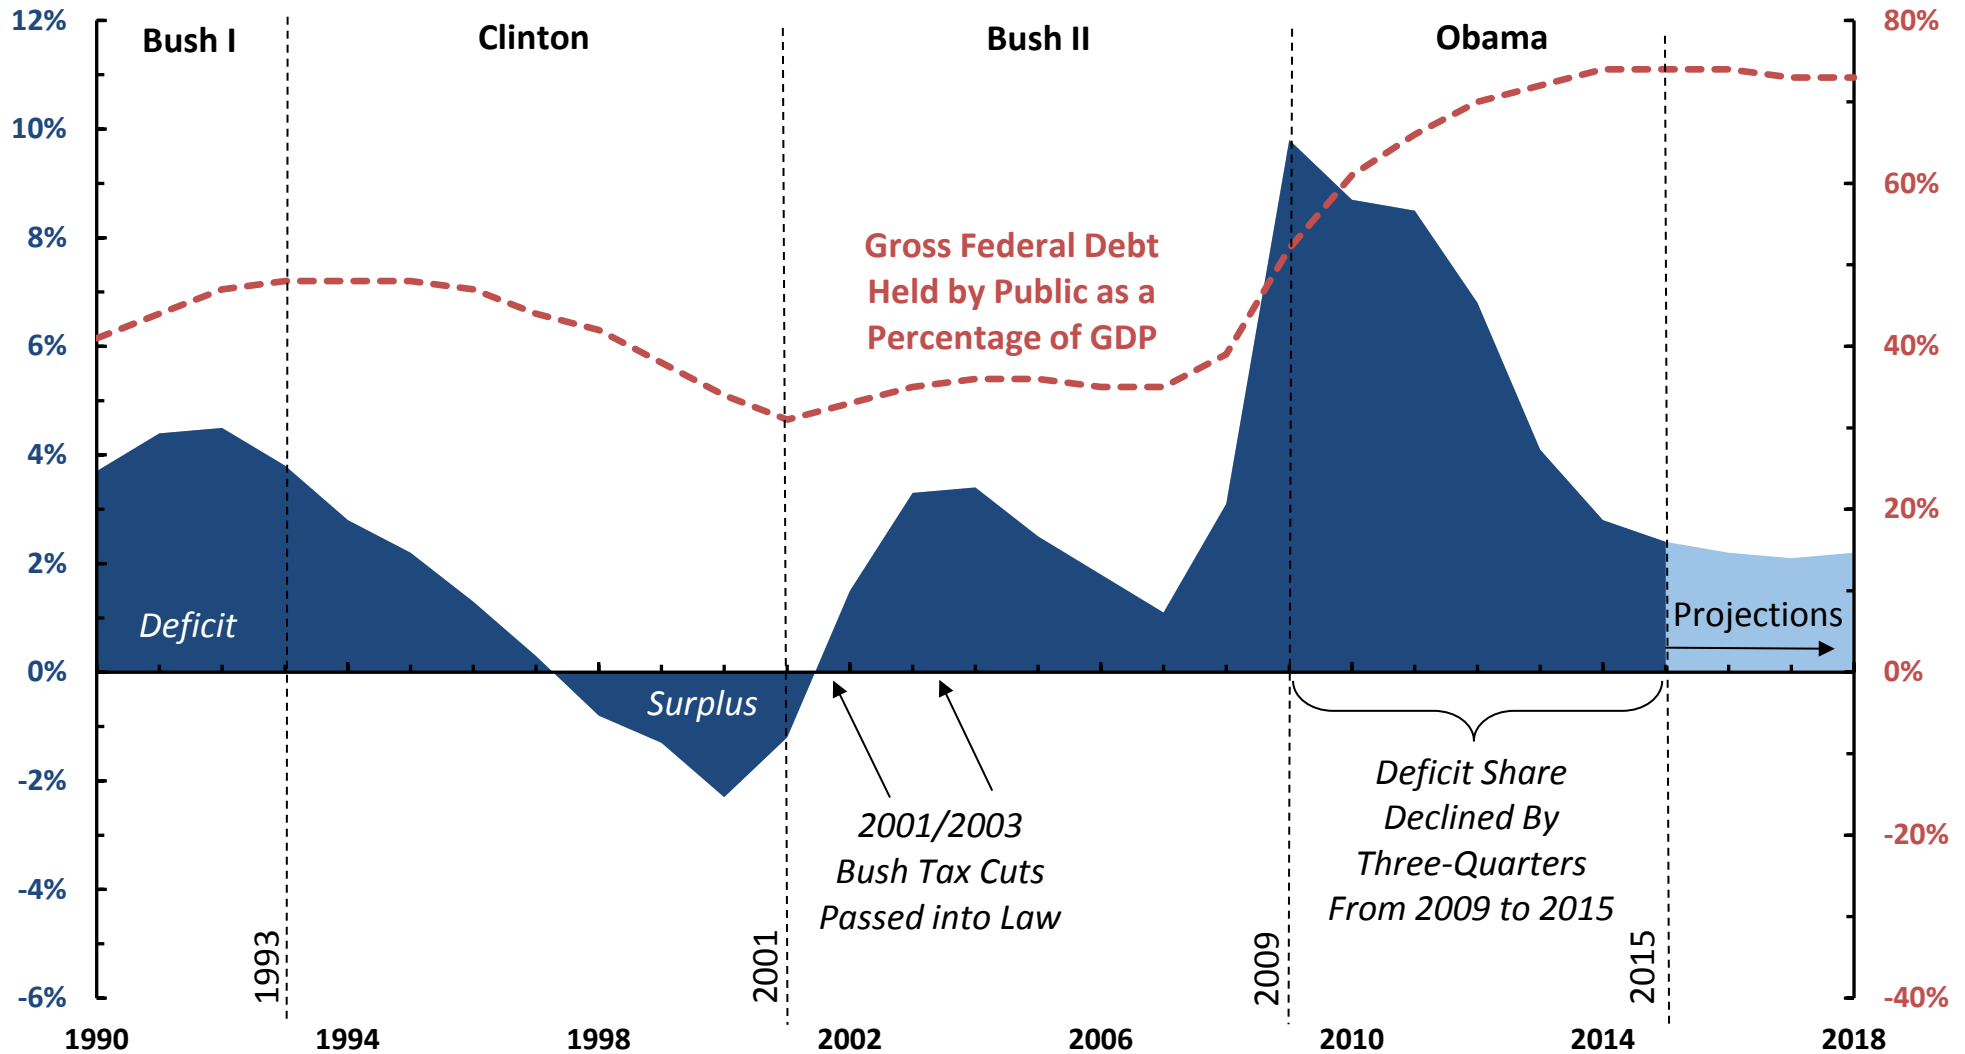 Bush I
Clinton
Bush II
Obama
12%
10%
8%
6%
4%
2%
0%
-2%
-4%
-6%
80%
60%
40%
20%
0%
-20%
-40%
Gross Federal Debt
Held by Public as a
Percentage of GDP
Deficit
Surplus
Projections
2001/2003
Bush Tax Cuts
Passed into Law
Deficit Share
Declined By
Three-Quarters
From 2009 to 2015
1993
2001
2009
2015
1990
1994
1998
2002
2006
2010
2014
2018